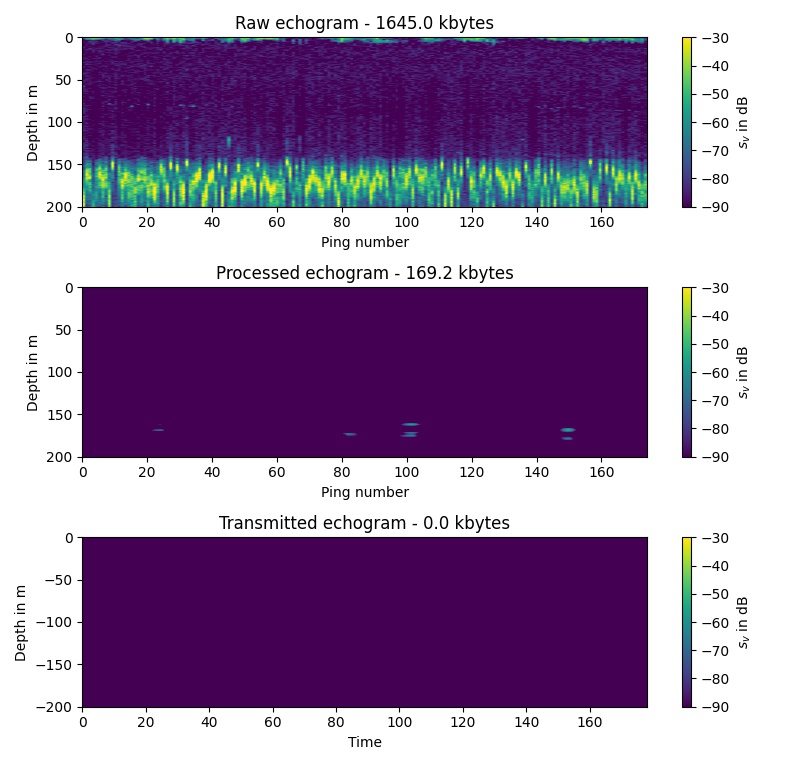 Raw echogram - 1645.0 kbytes
0
50
100
150
200
Depth in m
0 20 40 60 80 100 120 140 160
Ping number
−30
−40
−50
−60
−70
−80
−90
sv in dB
Processed echogram - 169.2 kbytes
0
50
100
150
200
Depth in m
0 20 40 60 80 100 120 140 160
Ping number
−30
−40
−50
−60
−70
−80
−90
sv in dB
Transmitted echogram - 0.0 kbytes
0
−50
−100
−150
−200
Depth in m
0 20 40 60 80 100 120 140 160
Time
−30
−40
−50
−60
−70
−80
−90
sv in dB